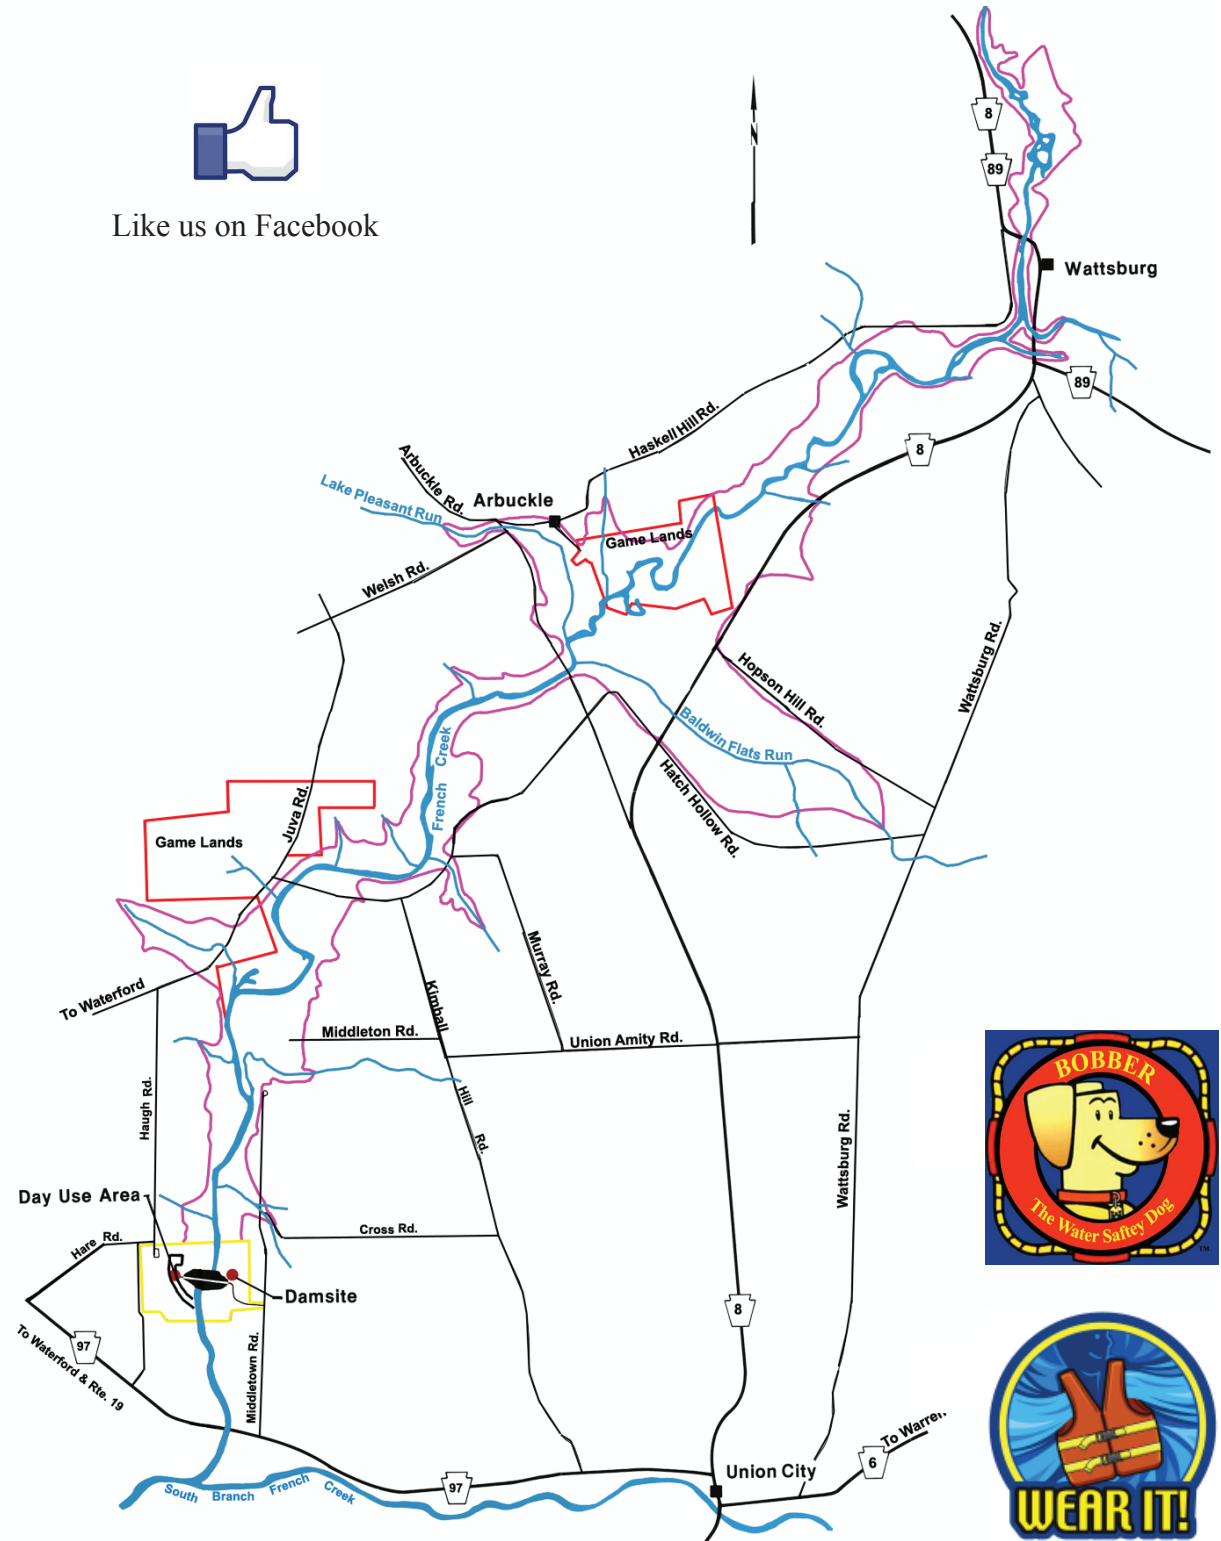 8
89
N
Like us on Facebook
Wattsburg
89
8
Haskell Hill Rd.
Arbuckle Rd.
Arbuckle
Lake Pleasant Run
Game Lands
Welsh Rd.
Wattsburg Rd.
Hopson Hill Rd.
Baldwin Flats Run
French Creek
Hatch Hollow Rd.
Juva Rd.
Game Lands
Murray Rd.
To Waterford
Kimball
Hill
Rd.
Middleton Rd.
Union Amity Rd.
Haugh Rd.
BOBBER
The Water Saftey Dog
TM
Wattsburg Rd.
Day Use Area
Hare Rd.
Cross Rd.
Damsite
8
97
To Waterford & Rte. 19
Middletown Rd.
To Warren
6
Union City
97
South Branch French Creek
WEAR IT!